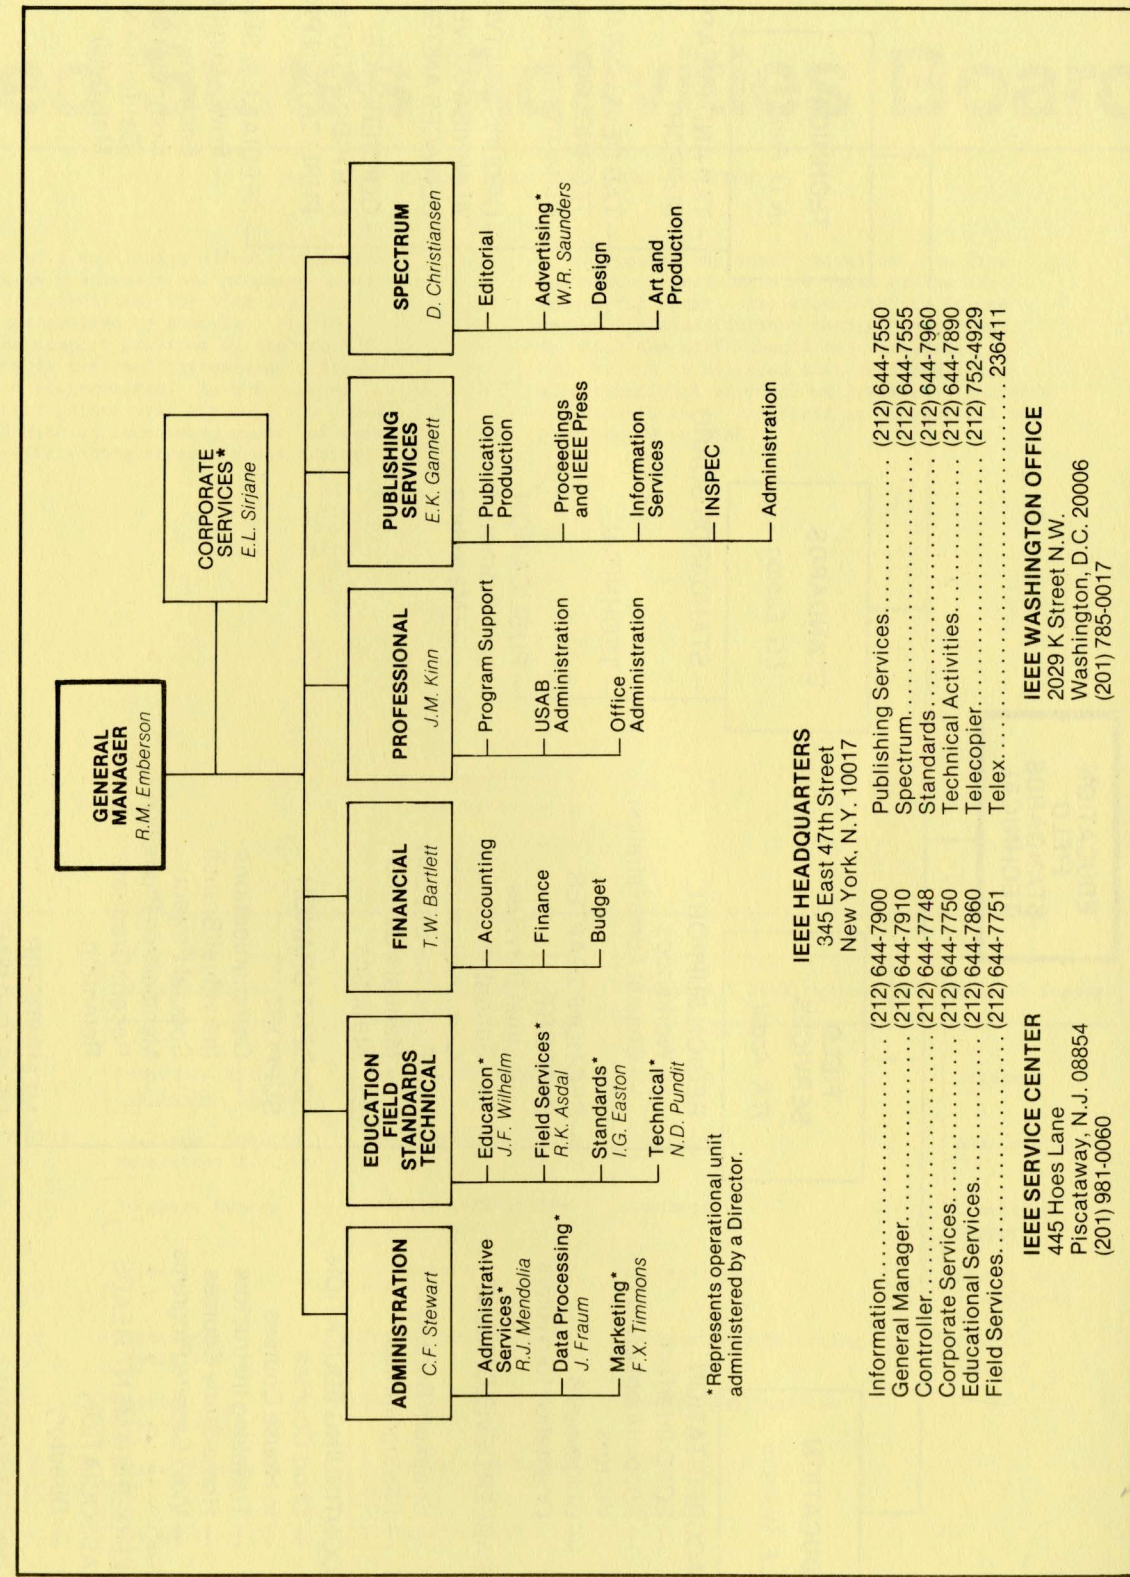 GENERAL
MANAGER
R.M. Emberson
CORPORATE
SERVICES*
E.L. Sirjane
ADMINISTRATION
C.F. Stewart
Administrative
Services*
R.J. Mendolia
Data Processing*
J. Fraum
Marketing*
F.X. Timmons
EDUCATION
FIELD
STANDARDS
TECHNICAL
Education*
J.F. Wilhelm
Field Services*
R.K. Asdal
Standards*
I.G. Easton
Technical*
N.D. Pundit
FINANCIAL
T.W. Bartlett
Accounting
Finance
Budget
PROFESSIONAL
J.M. Kinn
Program Support
USAB
Administration
Office
Administration
PUBLISHING
SERVICES
E.K. Gannett
Publication
Production
Proceedings
and IEEE Press
Information
Services
INSPEC
Administration
SPECTRUM
D. Christiansen
Editorial
Advertising*
W.R. Saunders
Design
Art and
Production
*Represents operational unit
administered by a Director.
IEEE HEADQUARTERS
345 East 47th Street
New York, N.Y. 10017
Information............................ (212) 644-7900
General Manager.................... (212) 644-7910
Controller.............................. (212) 644-7748
Corporate Services.................. (212) 644-7750
Educational Services............... (212) 644-7860
Field Services......................... (212) 644-7751
Publishing Services.................. (212) 644-7550
Spectrum............................... (212) 644-7555
Standards.............................. (212) 644-7960
Technical Activities.................. (212) 644-7890
Telecopier.............................. (212) 752-4929
Telex........................................ 236411
IEEE SERVICE CENTER
445 Hoes Lane
Piscataway, N.J. 08854
(201) 981-0060
IEEE WASHINGTON OFFICE
2029 K Street N.W.
Washington, D.C. 20006
(201) 785-0017